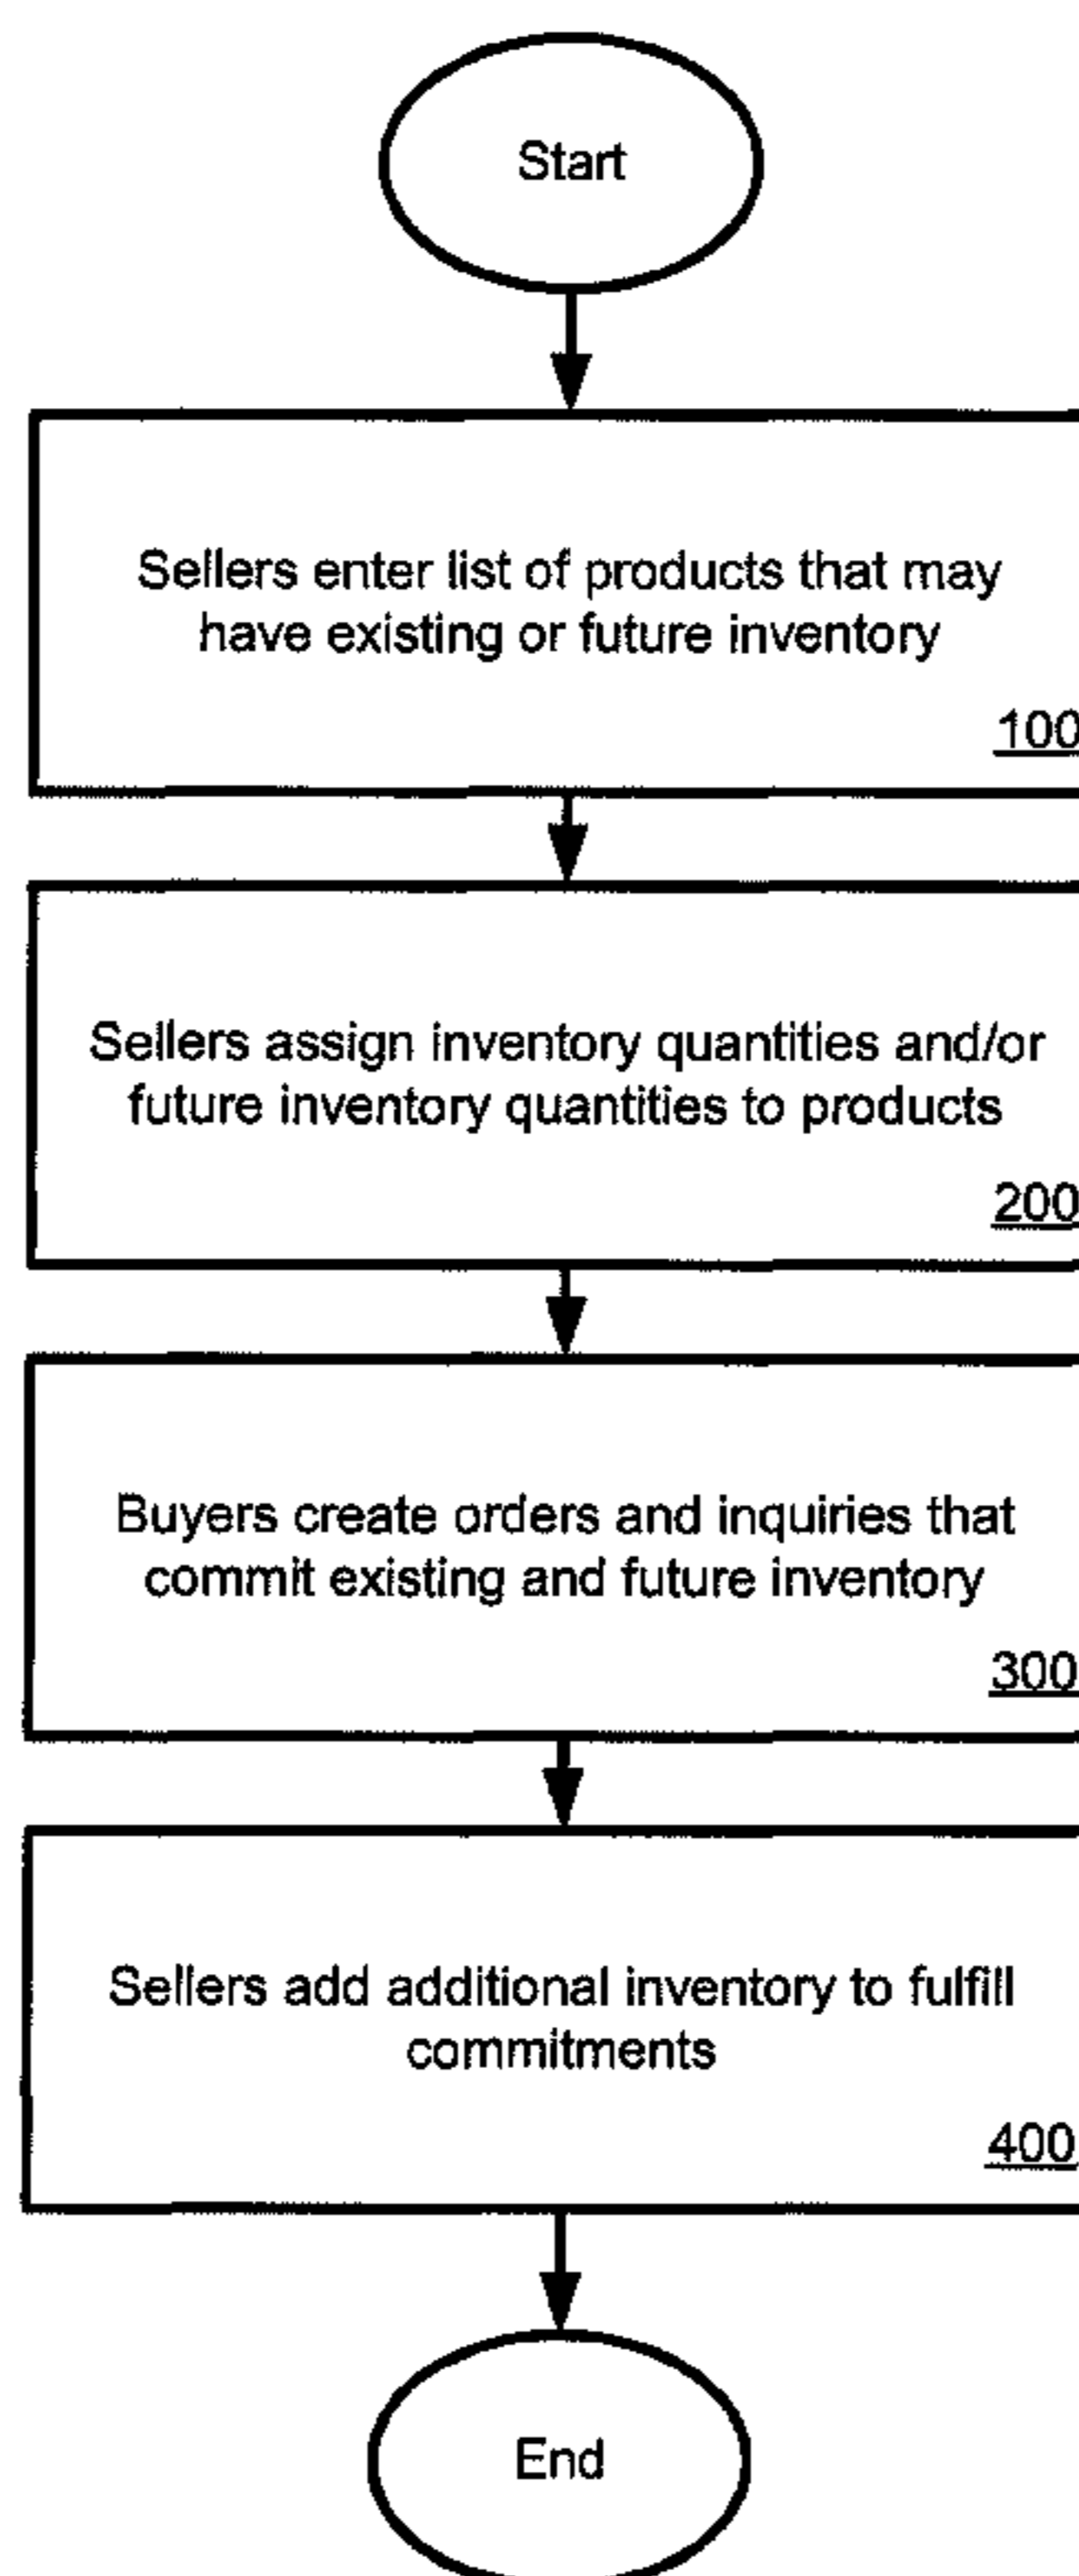 Start
Sellers enter list of products that may
have existing or future inventory
100
Sellers assign inventory quantities and/or
future inventory quantities to products
200
Buyers create orders and inquiries that
commit existing and future inventory
300
Sellers add additional inventory to fulfill
commitments
400
End